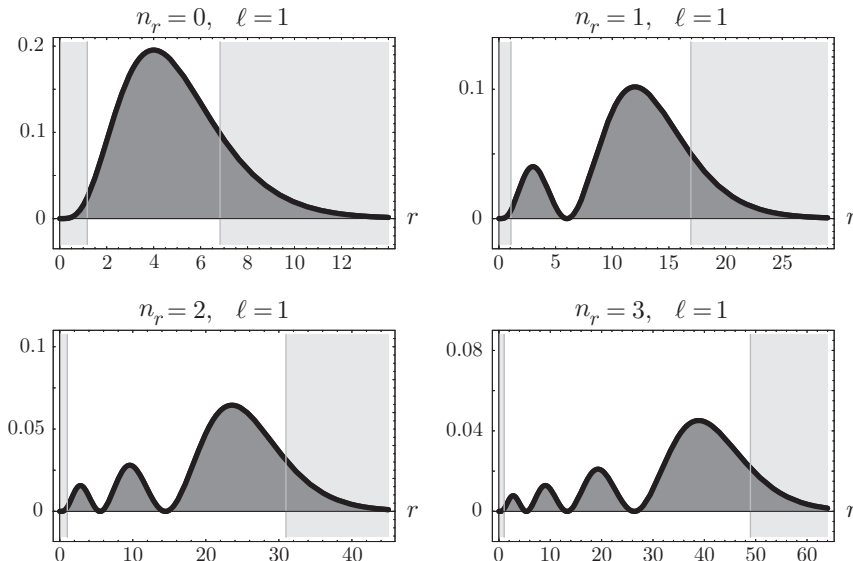 n_r = 0, ℓ = 1
n_r = 1, ℓ = 1
0.2
0.1
0
0 2 4 6 8 10 12
r
0.1
0
0 5 10 15 20 25
r
n_r = 2, ℓ = 1
n_r = 3, ℓ = 1
0.1
0.05
0
0 10 20 30 40
r
0.08
0.04
0
0 10 20 30 40 50 60
r